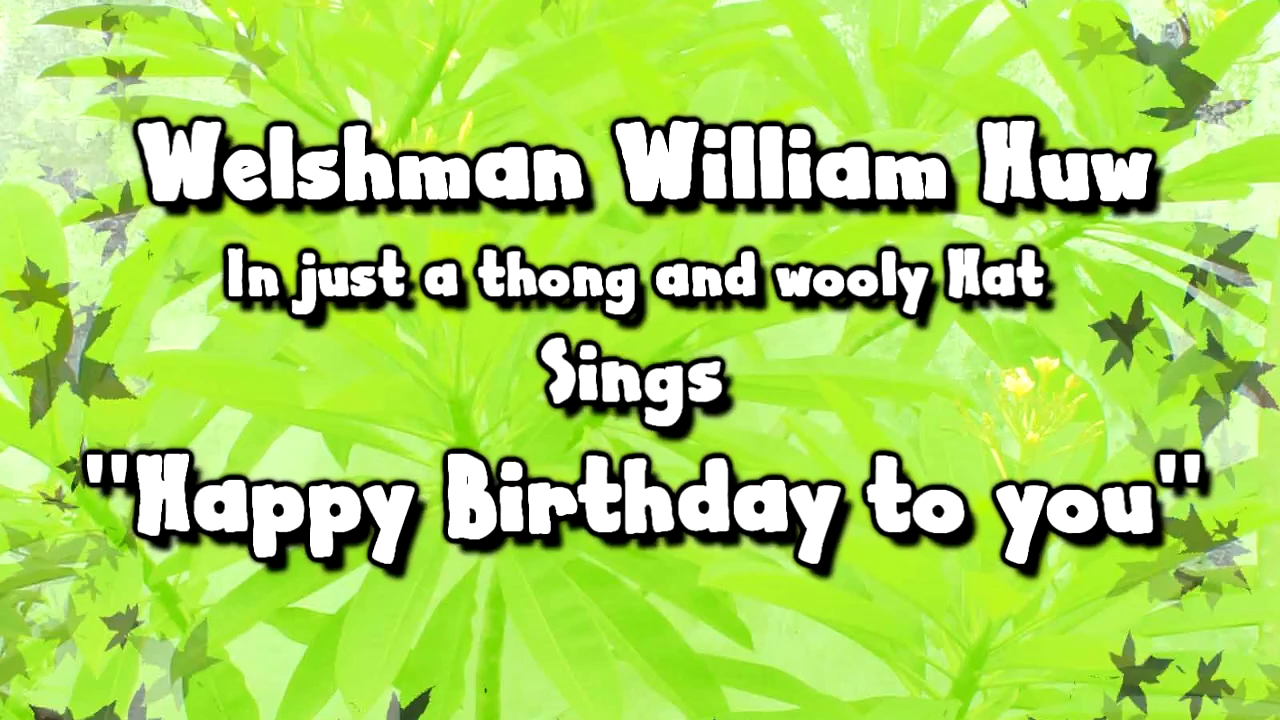 Welshman William Huw
In just a thong and wooly Hat
Sings
"Happy Birthday to you"